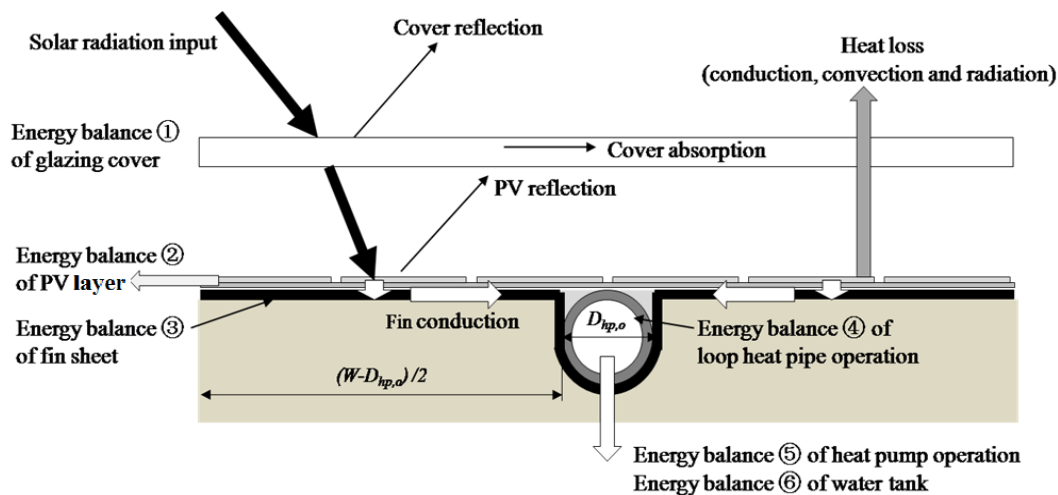 Solar radiation input
Cover reflection
Heat loss
(conduction, convection and radiation)
Energy balance ①
of glazing cover
Cover absorption
PV reflection
Energy balance ②
of PV layer
Energy balance ③
of fin sheet
Fin conduction
D_hp,o
Energy balance ④ of
loop heat pipe operation
(W-D_hp,o)/2
Energy balance ⑤ of heat pump operation
Energy balance ⑥ of water tank